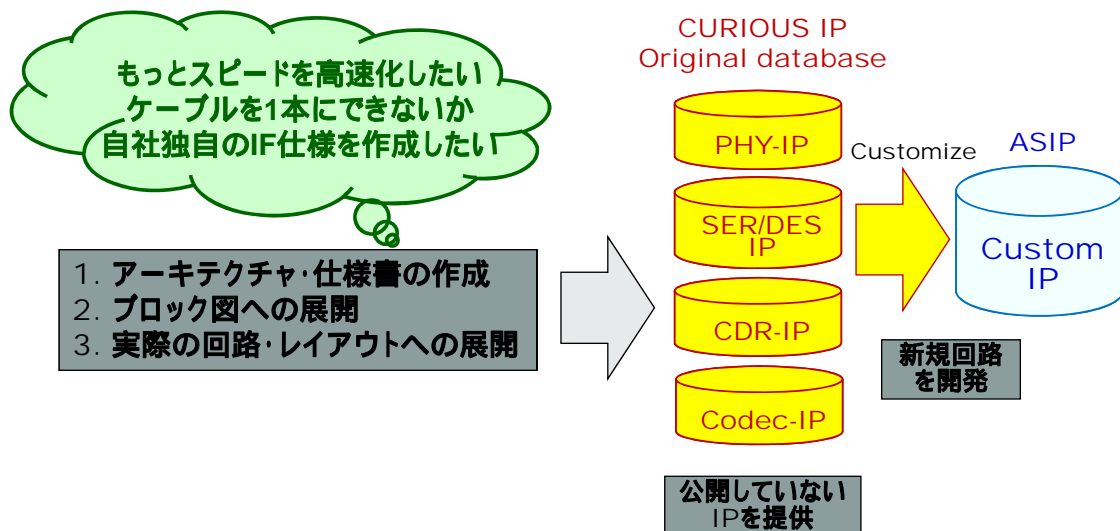 もっとスピードを高速化したい
ケーブルを1本にできないか
自社独自のIF仕様を作成したい
1. アーキテクチャ・仕様書の作成
2. ブロック図への展開
3. 実際の回路・レイアウトへの展開
CURIOUS IP
Original database
PHY-IP
SER/DES
IP
CDR-IP
Codec-IP
公開していない
IPを提供
Customize
新規回路
を開発
ASIP
Custom
IP